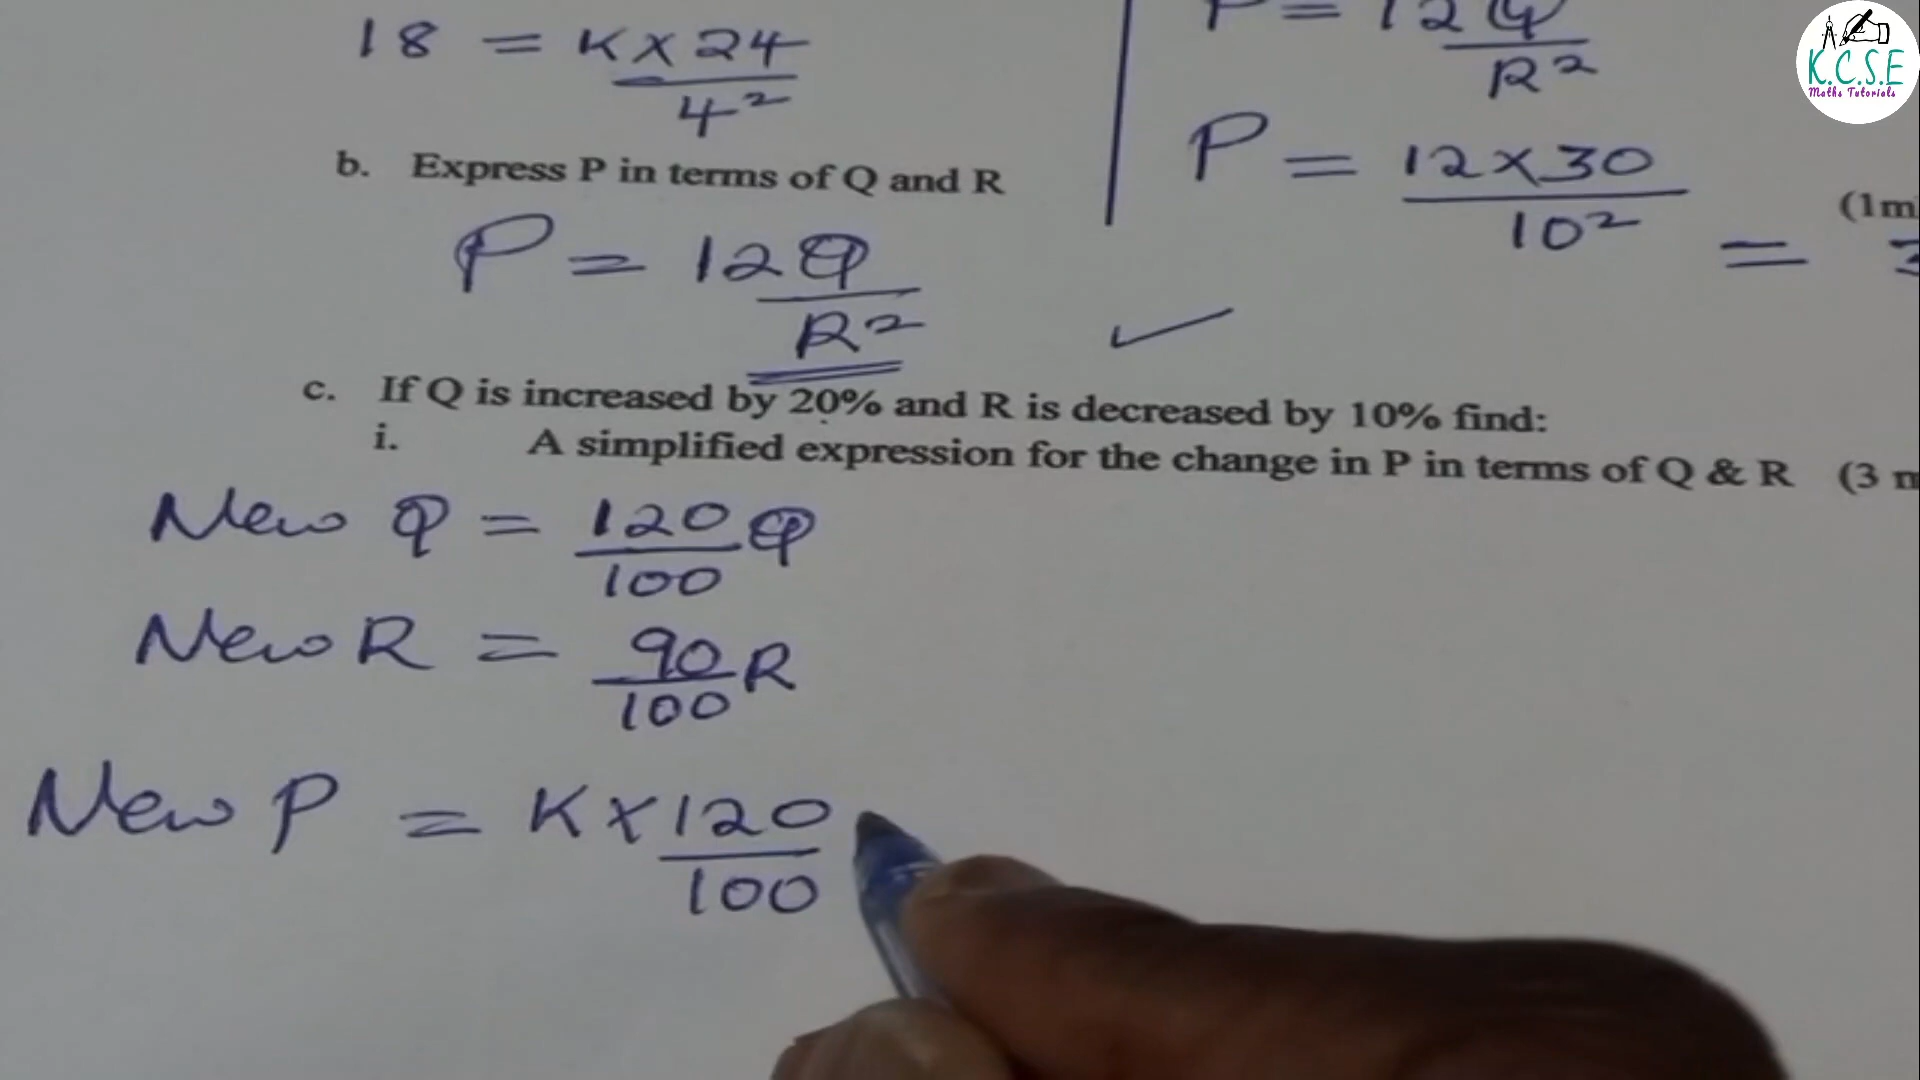 18 = K × 24
4²
P = 12Q
R²
P = 12 × 30
10²
=
b. Express P in terms of Q and R
(1m
P = 12Q
R²
c. If Q is increased by 20% and R is decreased by 10% find:
i. A simplified expression for the change in P in terms of Q & R (3 m
New Q = 120 Q
100
New R = 90 R
100
New P = K × 120
100
K.C.S.E
Maths Tutorials